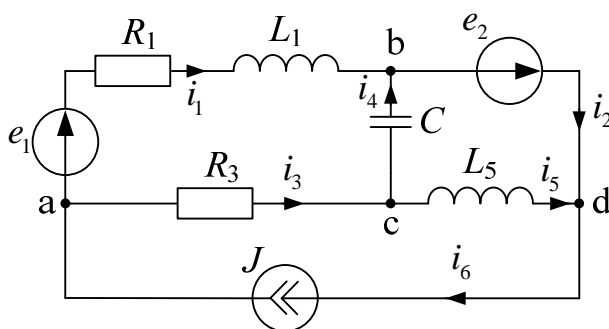 R₁ L₁ b e₂
i₁ i₄ C i₂
e₁
R₃ i₃ L₅ i₅
a c d
J i₆